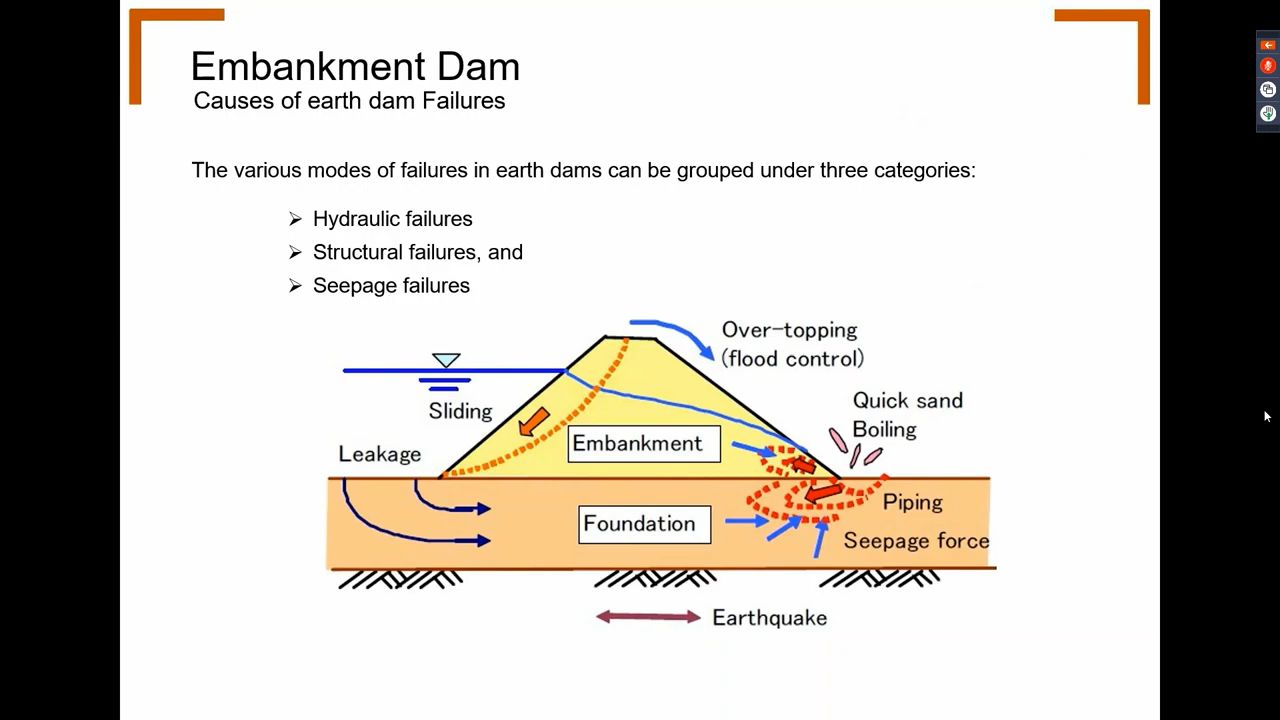 Embankment Dam
Causes of earth dam Failures
The various modes of failures in earth dams can be grouped under three categories:
Hydraulic failures
Structural failures, and
Seepage failures
Over-topping
(flood control)
Sliding
Quick sand
Boiling
Embankment
Leakage
Piping
Foundation
Seepage force
Earthquake